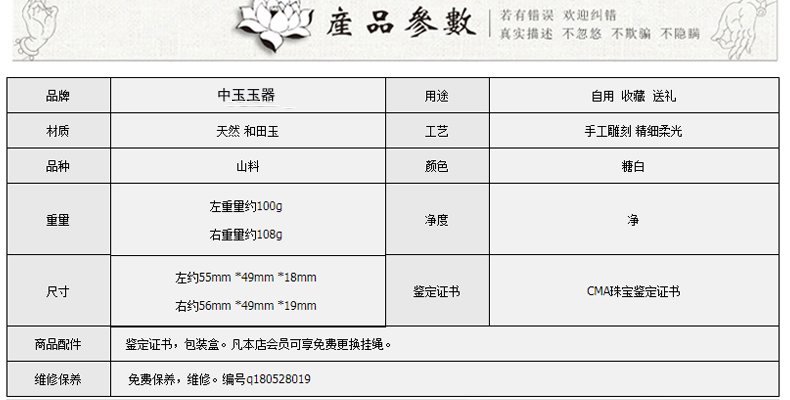 産品參數
若有错误 欢迎纠错
真实描述 不忽悠 不欺骗 不隐瞒
品牌 中玉玉器 用途 自用 收藏 送礼
材质 天然 和田玉 工艺 手工雕刻 精细柔光
品种 山料 颜色 糖白
重量 左重量约100g 净度 净
右重量约108g
尺寸 左约55mm *49mm *18mm 鉴定证书 CMA珠宝鉴定证书
右约56mm *49mm *19mm
商品配件 鉴定证书，包装盒。凡本店会员可享免费更换挂绳。
维修保养 免费保养，维修。编号q180528019